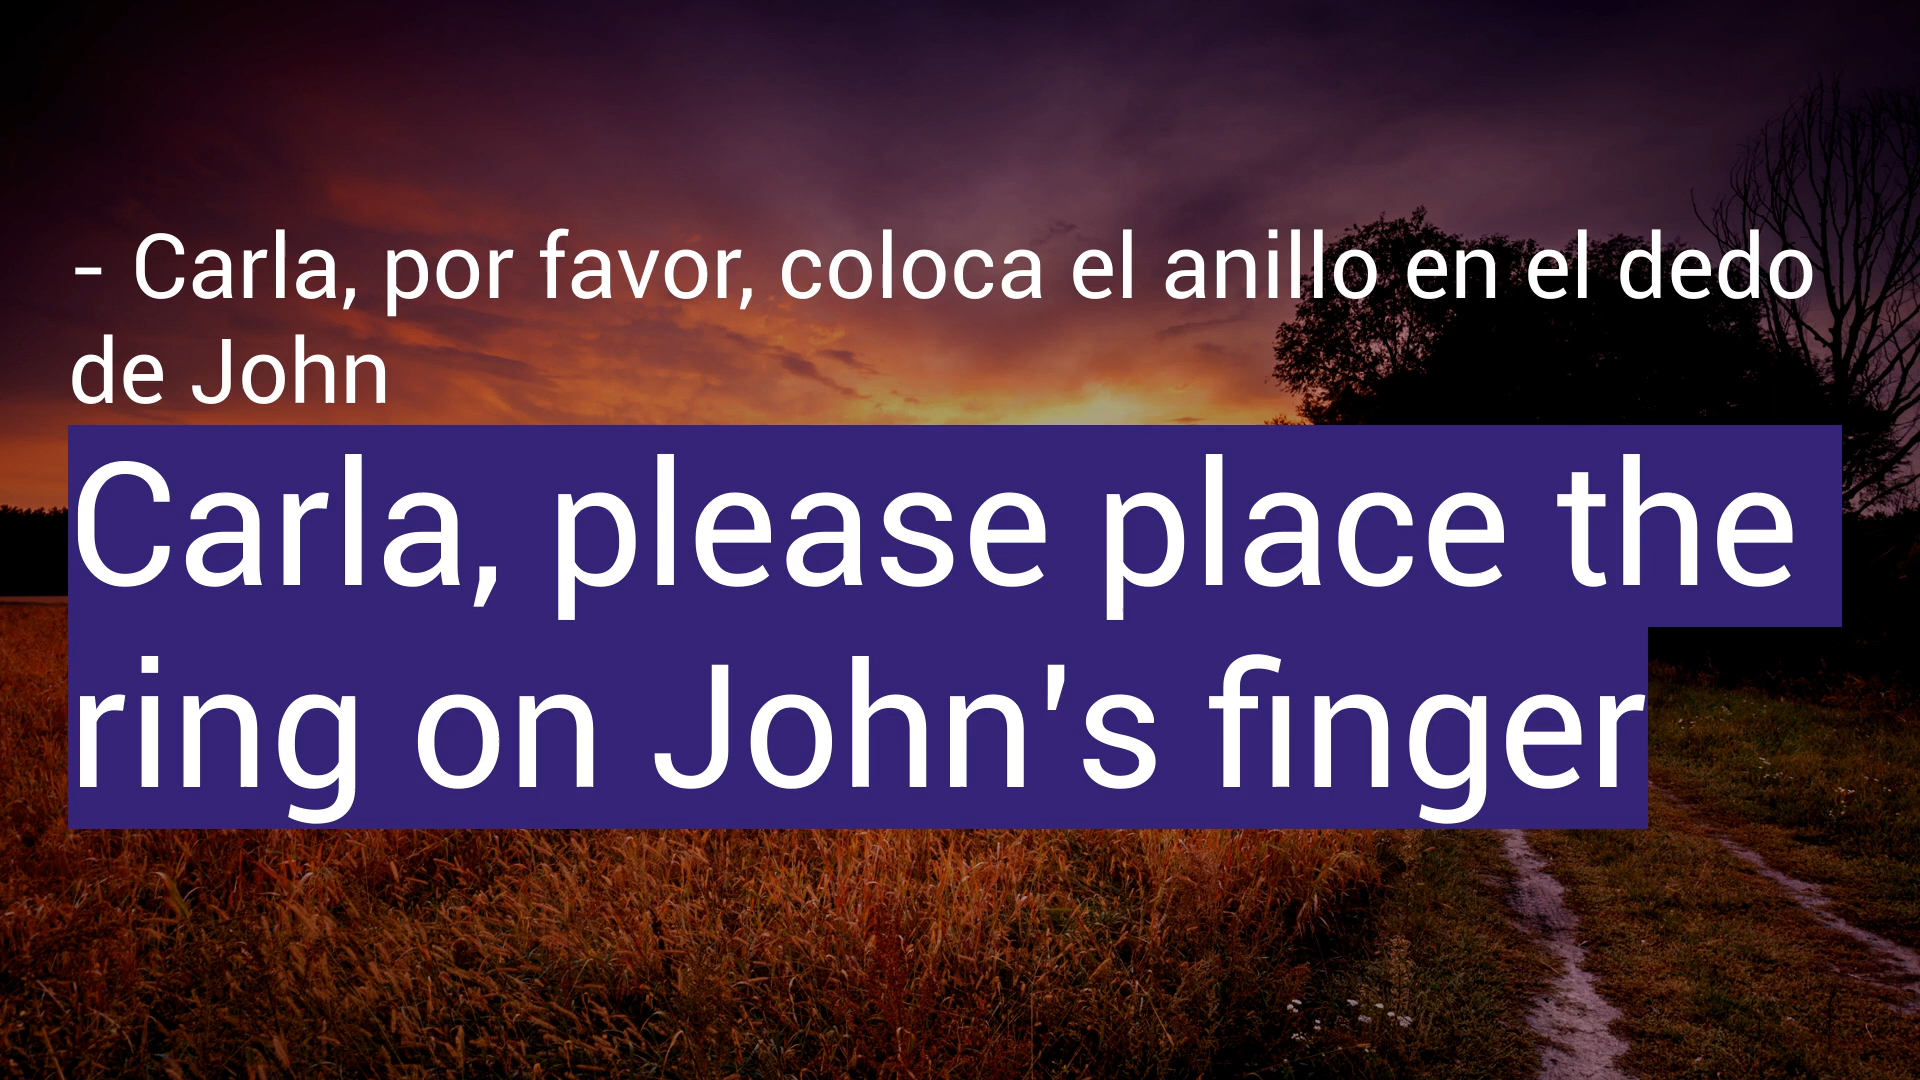 - Carla, por favor, coloca el anillo en el dedo
de John
Carla, please place the
ring on John's finger